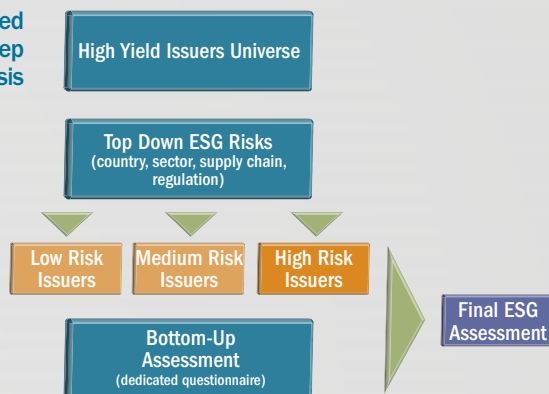 ed
ep
sis
High Yield Issuers Universe
Top Down ESG Risks
(country, sector, supply chain,
regulation)
Low Risk
Issuers
Medium Risk
Issuers
High Risk
Issuers
Bottom-Up
Assessment
(dedicated questionnaire)
Final ESG
Assessment